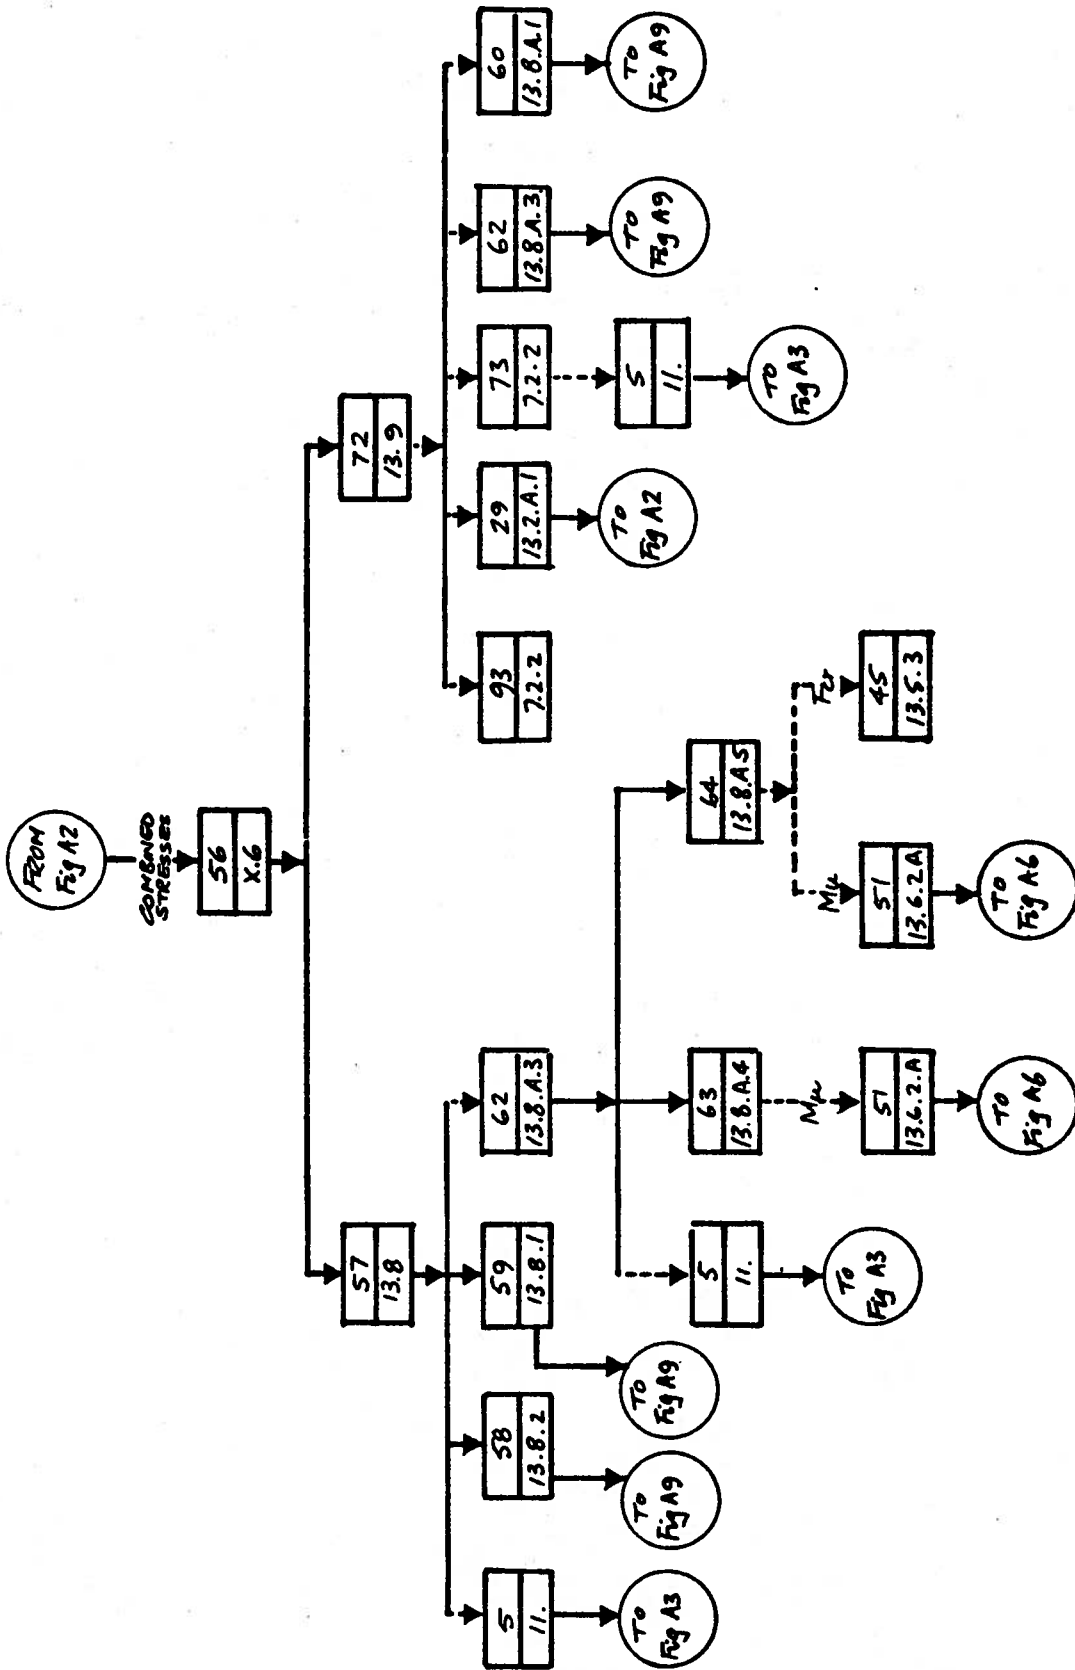 FROM
Fig A2
COMBINED
STRESSES
56
X.6
57
13.8
72
13.9
5
11.
TO
Fig A3
58
13.8.2
TO
Fig A9
59
13.8.1
TO
Fig A9
62
13.8.A.3
5
11.
TO
Fig A3
63
13.8.A.4
Mu
51
13.6.2.A
TO
Fig A6
64
13.8.A5
Mu
51
13.6.2A
TO
Fig A6
Fcr
45
13.5.3
93
7.2.2
29
13.2.A.1
TO
Fig A2
73
7.2.2
5
11.
TO
Fig A3
62
13.8.A.3
TO
Fig A9
60
13.8.A.1
TO
Fig A9